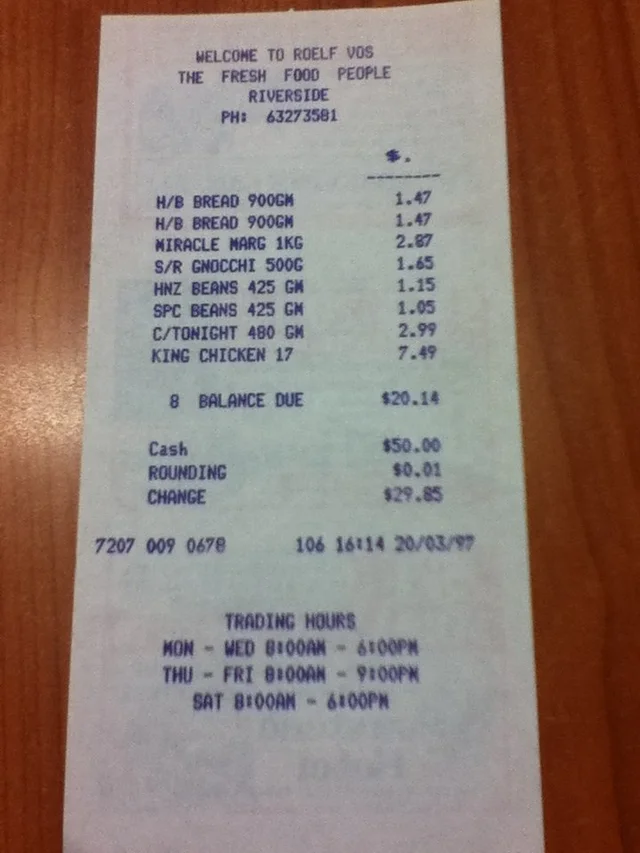 WELCOME TO ROELF VOS
THE FRESH FOOD PEOPLE
RIVERSIDE
PH: 63273581
$.
----------
H/B BREAD 900GM 1.47
H/B BREAD 900GM 1.47
MIRACLE MARG 1KG 2.87
S/R GNOCCHI 500G 1.65
HNZ BEANS 425 GM 1.15
SPC BEANS 425 GM 1.05
C/TONIGHT 480 GM 2.99
KING CHICKEN 17 7.49
8 BALANCE DUE $20.14
Cash $50.00
ROUNDING $0.01
CHANGE $29.85
7207 009 0678 106 16:14 20/03/97
TRADING HOURS
MON - WED 8:00AM - 6:00PM
THU - FRI 8:00AM - 9:00PM
SAT 8:00AM - 6:00PM